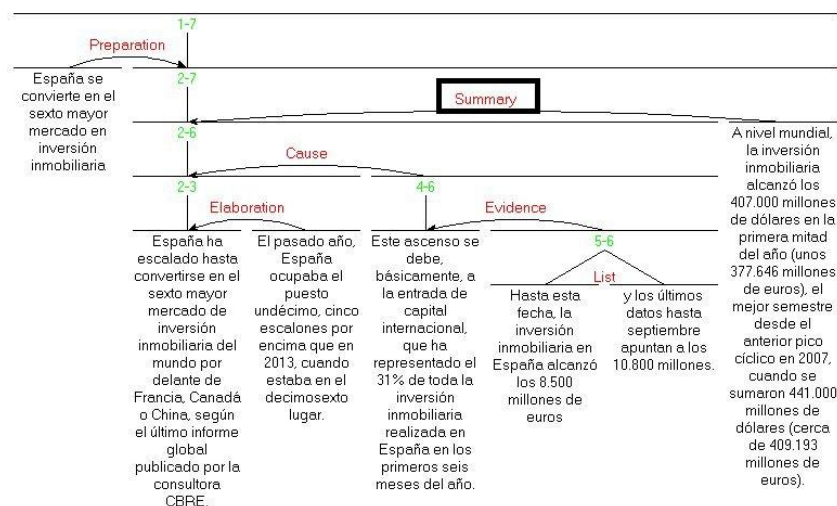 1-7
Preparation
España se
convierte en el
sexto mayor
mercado en
inversión
inmobiliaria
2-7
Summary
2-6
Cause
2-3
Elaboration
España ha
escalado hasta
convertirse en el
sexto mayor
mercado de
inversión
inmobiliaria del
mundo por
delante de
Francia, Canadá
o China, según
el último informe
global
publicado por la
consultora
CBRE.
El pasado año,
España
ocupaba el
puesto
undécimo, cinco
escalones por
encima que en
2013, cuando
estaba en el
decimosexto
lugar.
4-6
Evidence
Este ascenso se
debe,
básicamente, a
la entrada de
capital
internacional,
que ha
representado el
31% de toda la
inversión
inmobiliaria
realizada en
España en los
primeros seis
meses del año.
5-6
List
Hasta esta
fecha, la
inversión
inmobiliaria en
España alcanzó
los 8.500
millones de
euros
y los últimos
datos hasta
septiembre
apuntan a los
10.800 millones.
A nivel mundial,
la inversión
inmobiliaria
alcanzó los
407.000 millones
de dólares en la
primera mitad
del año (unos
377.646 millones
de euros), el
mejor semestre
desde el
anterior pico
cíclico en 2007,
cuando se
sumaron 441.000
millones de
dólares (cerca
de 409.193
millones de
euros).